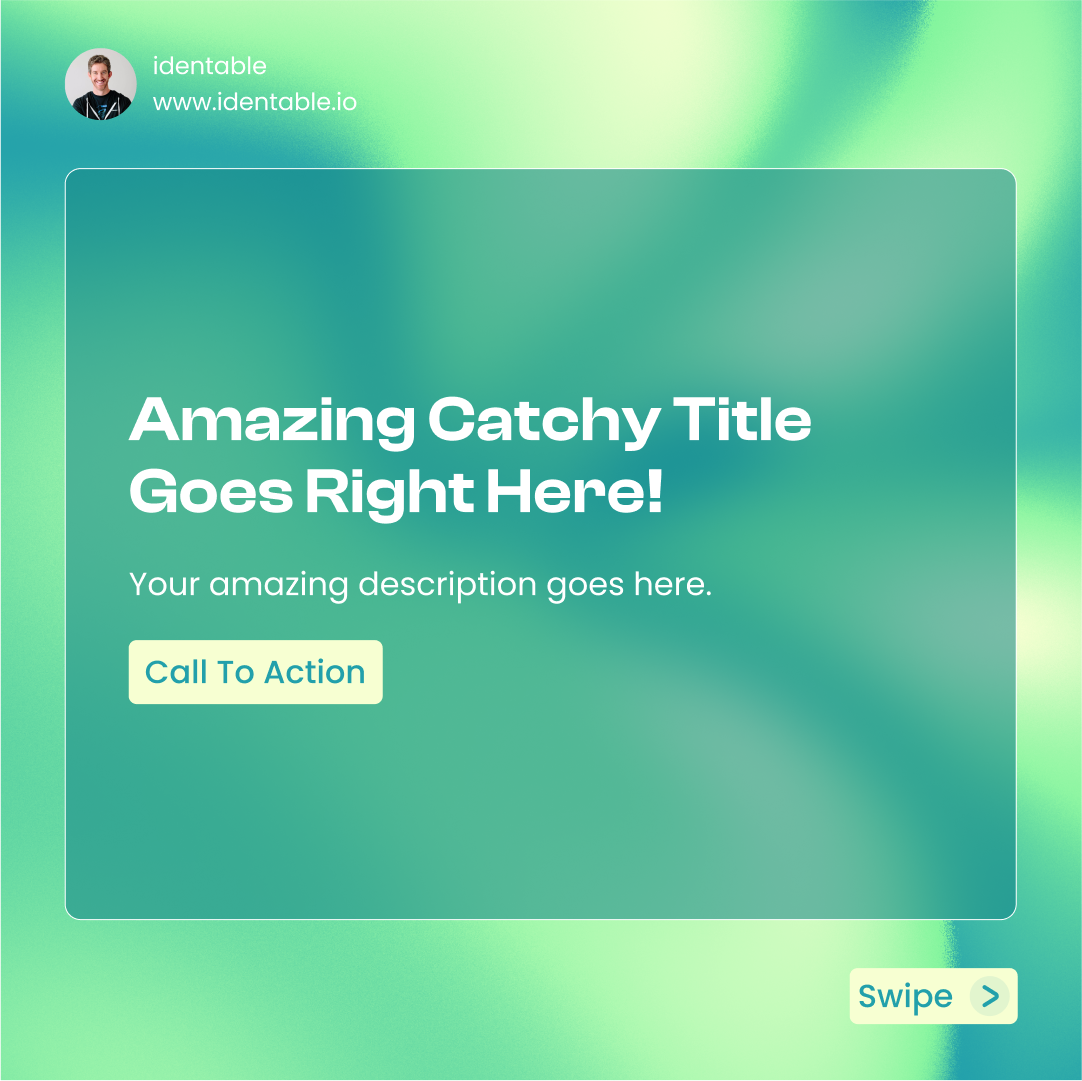 identable
www.identable.io
Amazing Catchy Title
Goes Right Here!
Your amazing description goes here.
Call To Action
Swipe >